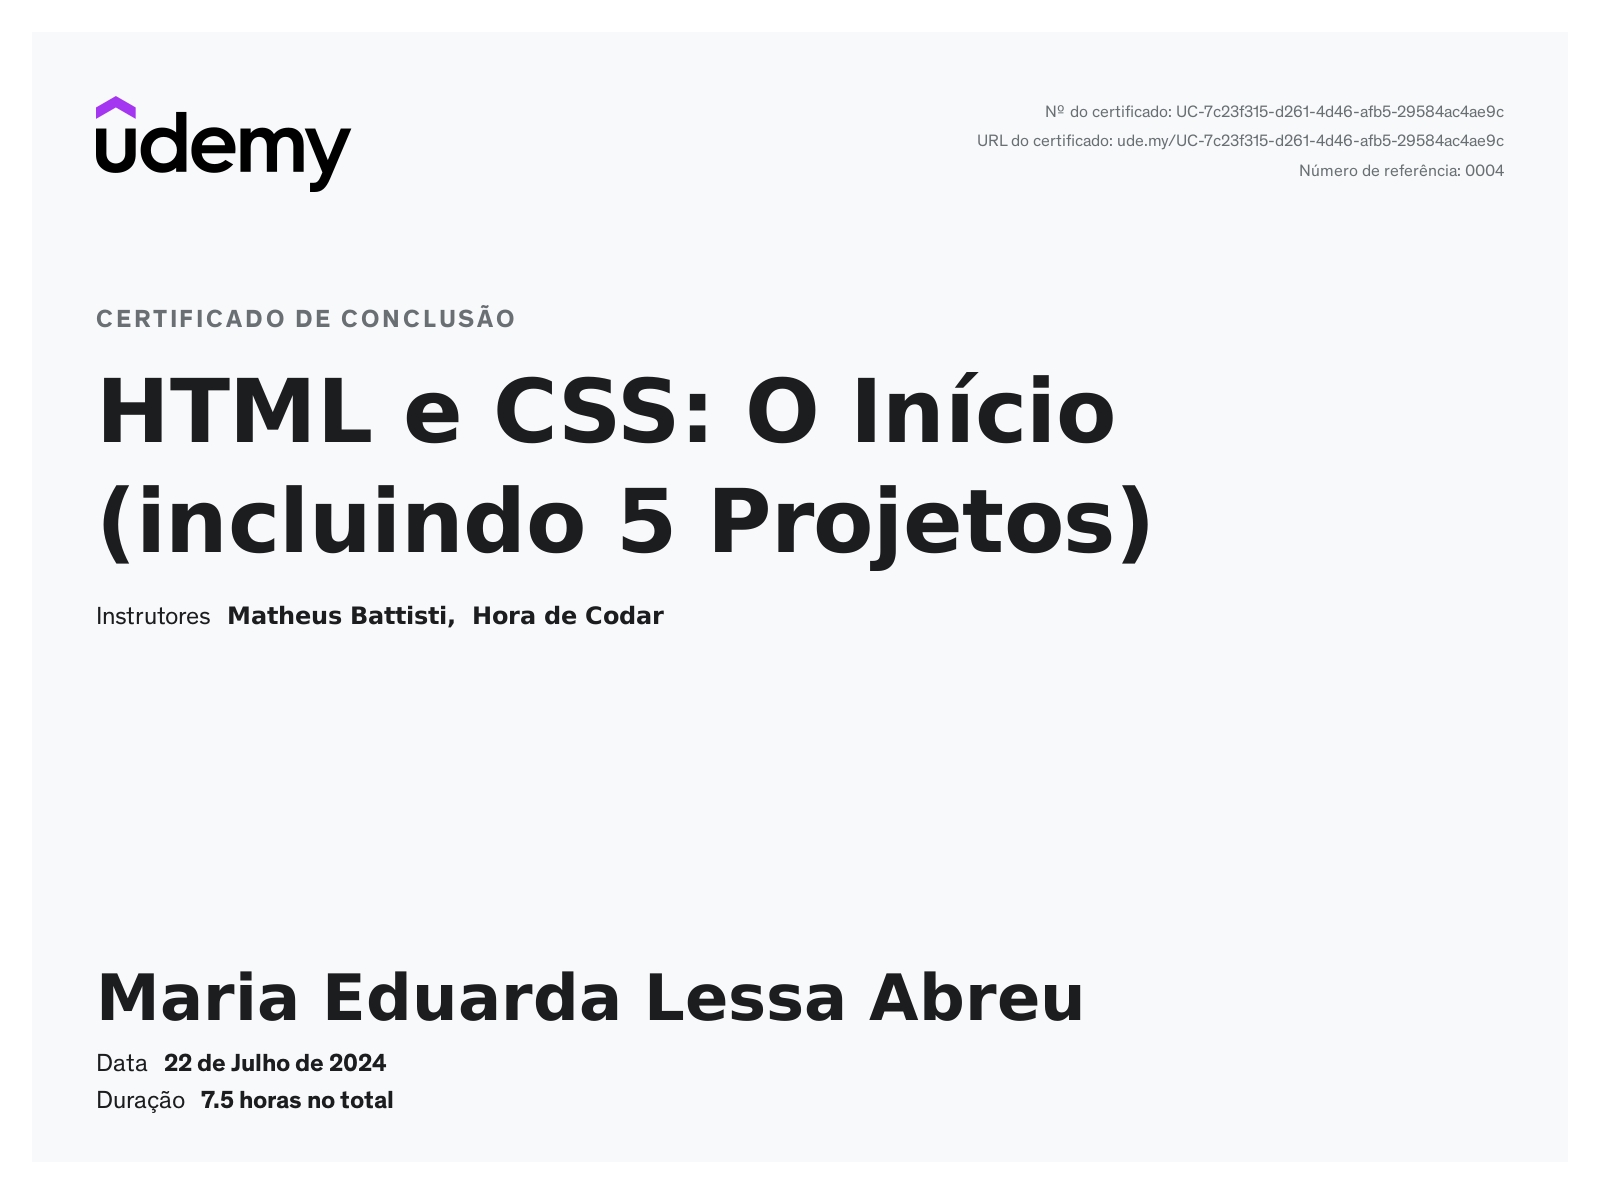 udemy
Nº do certificado: UC-7c23f315-d261-4d46-afb5-29584ac4ae9c
URL do certificado: ude.my/UC-7c23f315-d261-4d46-afb5-29584ac4ae9c
Número de referência: 0004
CERTIFICADO DE CONCLUSÃO
HTML e CSS: O Início
(incluindo 5 Projetos)
Instrutores Matheus Battisti, Hora de Codar
Maria Eduarda Lessa Abreu
Data 22 de Julho de 2024
Duração 7.5 horas no total